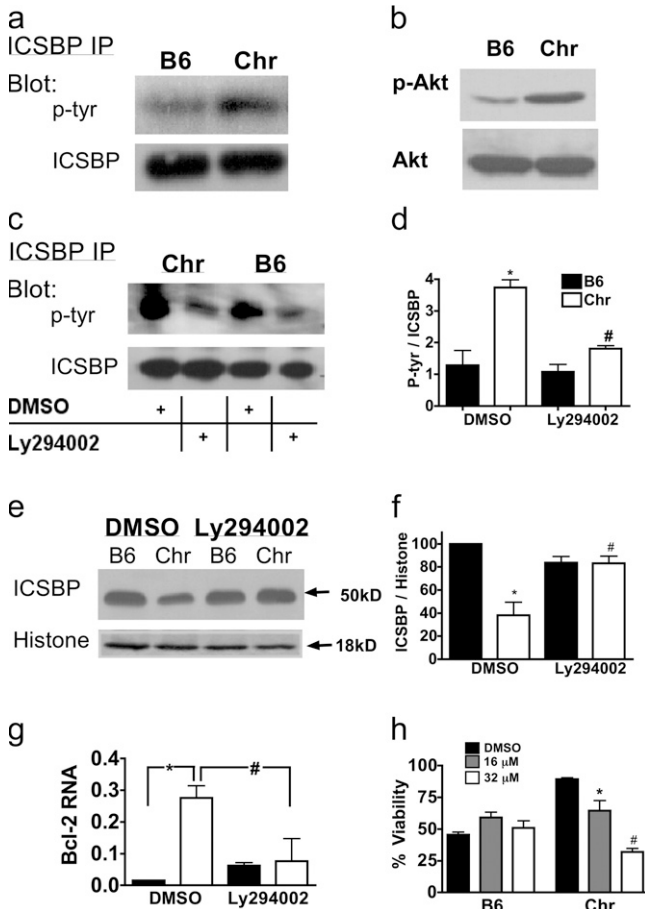 a
ICSBP IP
B6 Chr
Blot:
p-tyr
ICSBP
b
B6 Chr
p-Akt
Akt
c
ICSBP IP
Chr B6
Blot:
p-tyr
ICSBP
DMSO + +
Ly294002 + +
d
P-tyr / ICSBP
4
3
2
1
0
*
#
B6
Chr
DMSO Ly294002
e
DMSO Ly294002
B6 Chr B6 Chr
ICSBP
50kD
Histone
18kD
f
ICSBP / Histone
100
80
60
40
20
0
*
#
DMSO Ly294002
g
Bcl-2 RNA
0.4
0.3
0.2
0.1
0.0
*
#
DMSO Ly294002
h
DMSO
16 µM
32 µM
% Viability
100
75
50
25
0
*
#
B6 Chr